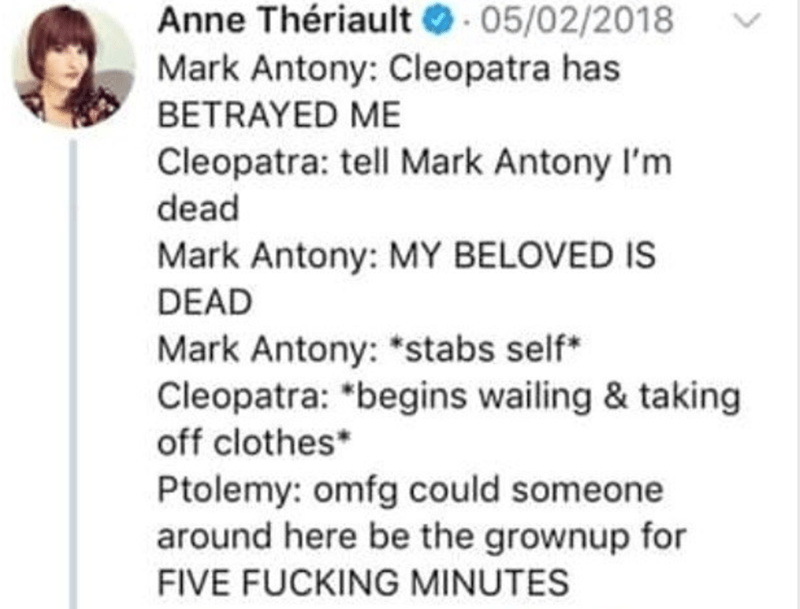 Anne Thériault · 05/02/2018
Mark Antony: Cleopatra has
BETRAYED ME
Cleopatra: tell Mark Antony I'm
dead
Mark Antony: MY BELOVED IS
DEAD
Mark Antony: *stabs self*
Cleopatra: *begins wailing & taking
off clothes*
Ptolemy: omfg could someone
around here be the grownup for
FIVE FUCKING MINUTES